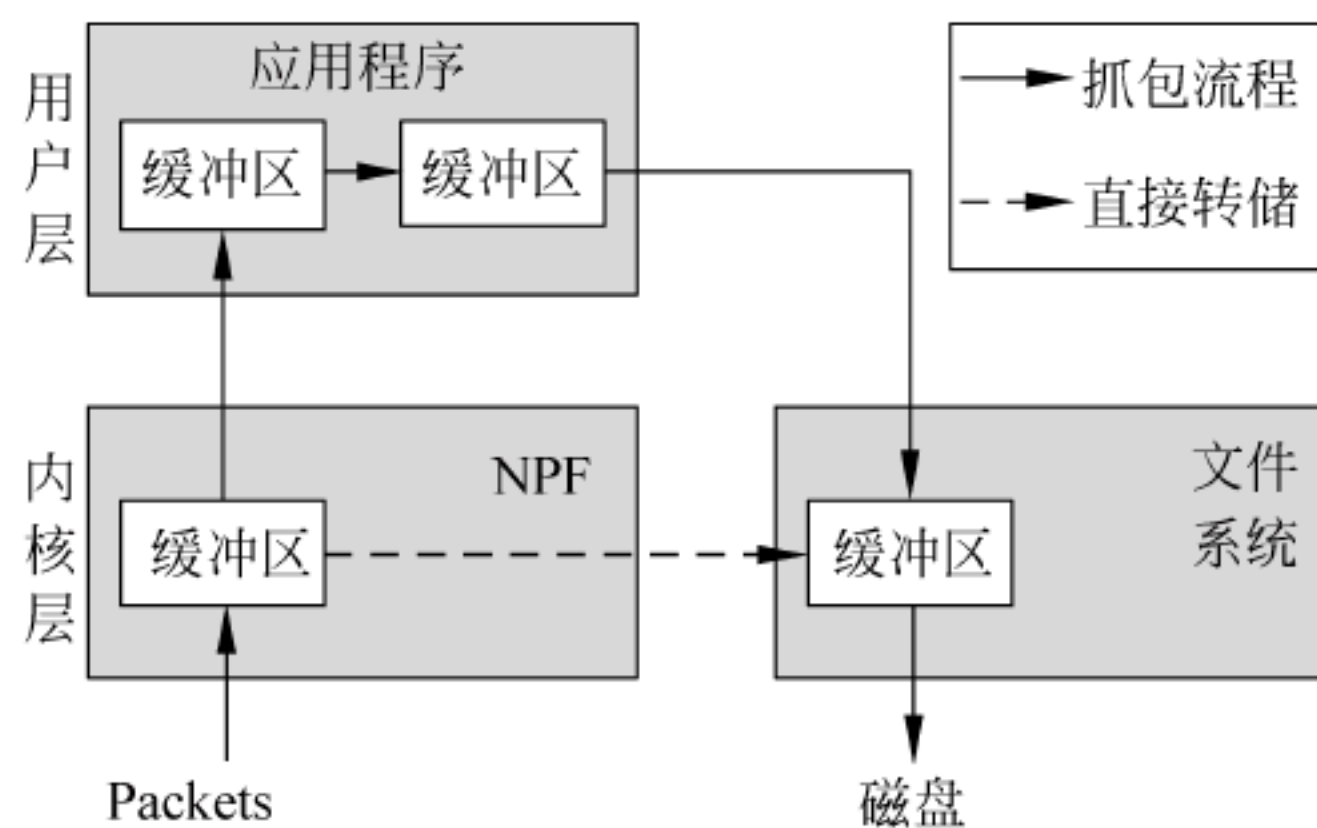 用户层
应用程序
缓冲区
缓冲区
抓包流程
直接转储
内核层
NPF
缓冲区
文件
系统
缓冲区
Packets
磁盘